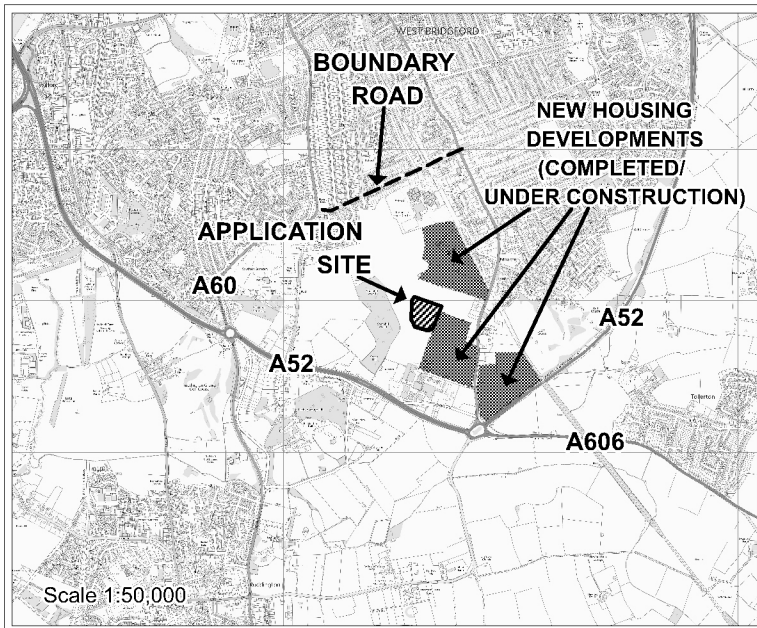 WEST BRIDGFORD
BOUNDARY
ROAD
NEW HOUSING
DEVELOPMENTS
(COMPLETED/
UNDER CONSTRUCTION)
APPLICATION
SITE
A60
A52
A52
A606
Tollerton
Ruddington
Scale 1:50,000